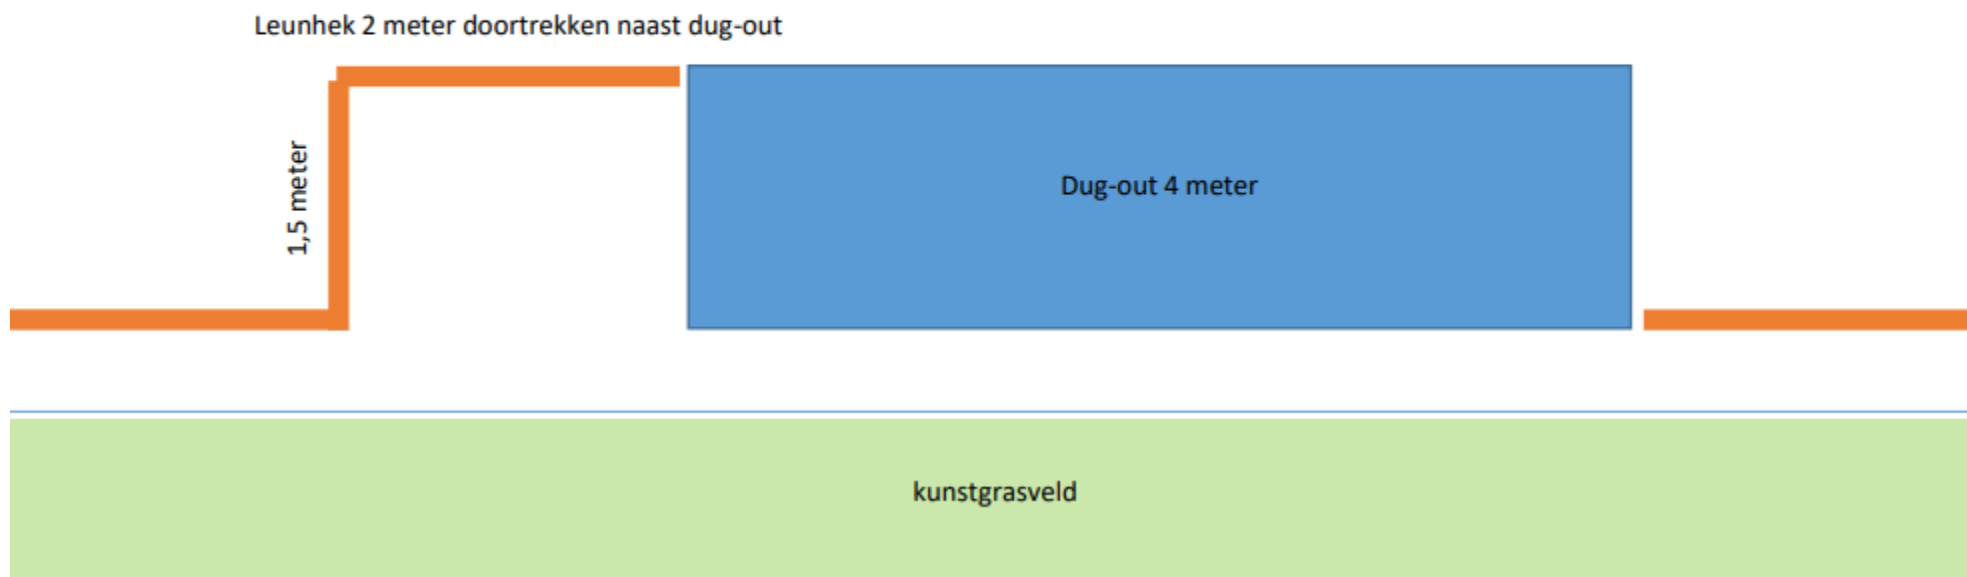 Leunhek 2 meter doortrekken naast dug-out
1,5 meter
Dug-out 4 meter
kunstgrasveld